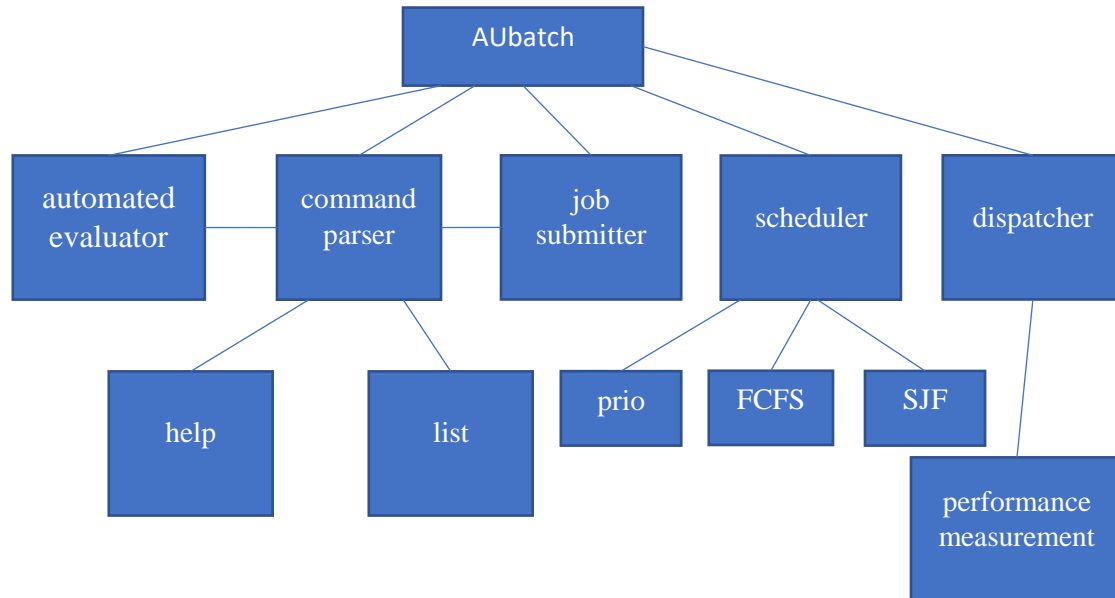 AUbatch
automated
evaluator
command
parser
job
submitter
scheduler
dispatcher
help
list
prio
FCFS
SJF
performance
measurement